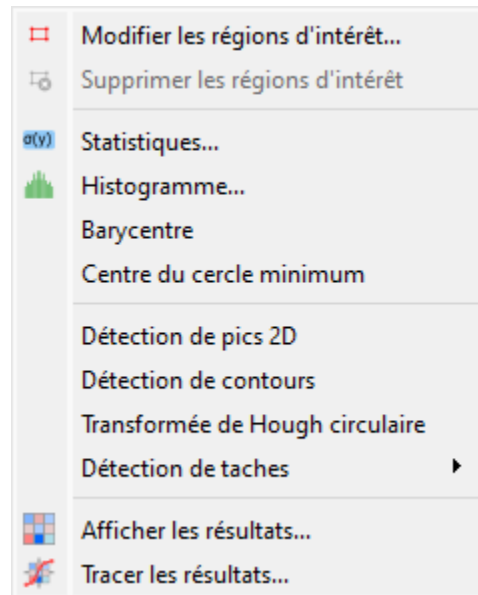 Modifier les régions d'intérêt...
Supprimer les régions d'intérêt
σ(y) Statistiques...
Histogramme...
Barycentre
Centre du cercle minimum
Détection de pics 2D
Détection de contours
Transformée de Hough circulaire
Détection de taches
Afficher les résultats...
Tracer les résultats...